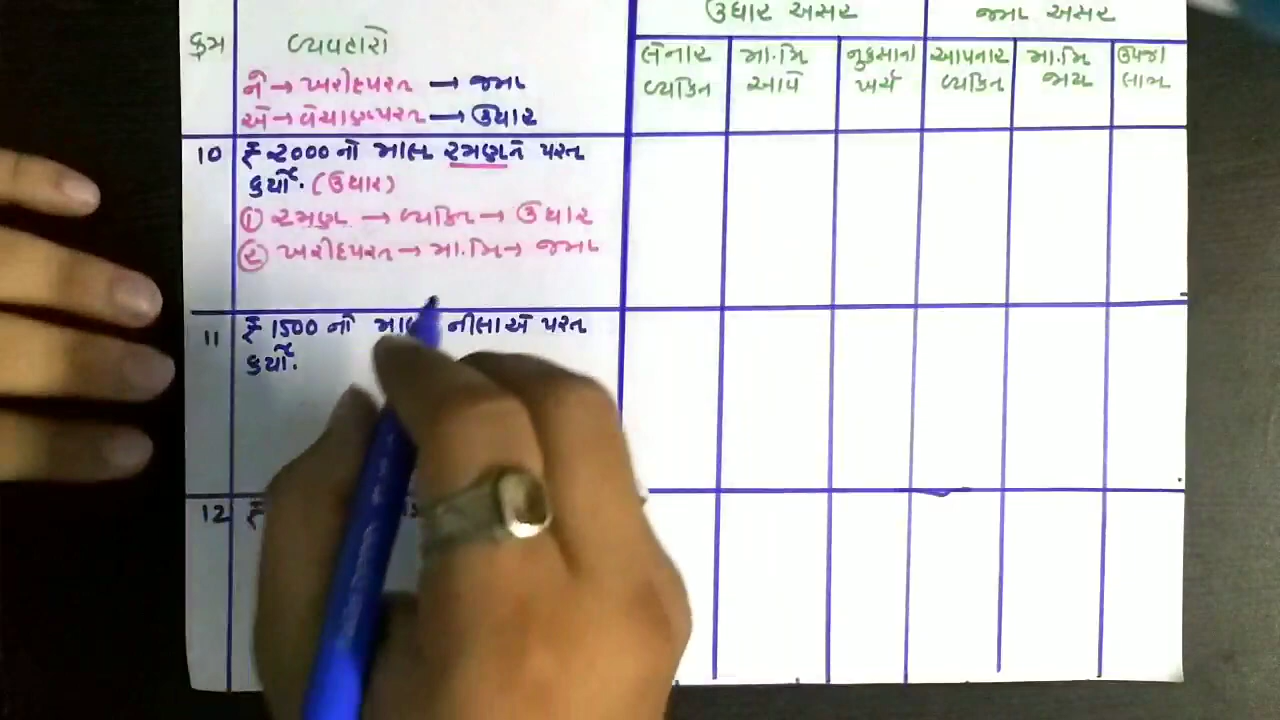 ઉધાર અસર જમા અસર
ક્રમ વ્યવહારો લેનાર મા.મિ નુકસાન આપનાર મા.મિ ઉપજ
વ્યકિત આવે ખર્ચ વ્યકિત જાય લાભ
ને → ખરીદપરત → જમા
એ → વેચાણપરત → ઉધાર
10 ₹ ૨000 નો માલ રમણને પરત
કર્યો. (ઉધાર)
① રમણ → વ્યકિત → ઉધાર
② ખરીદપરત → મા.મિ → જમા
11 ₹ 1500 નો માલ નીલાએ પરત
કર્યો.
12 ₹